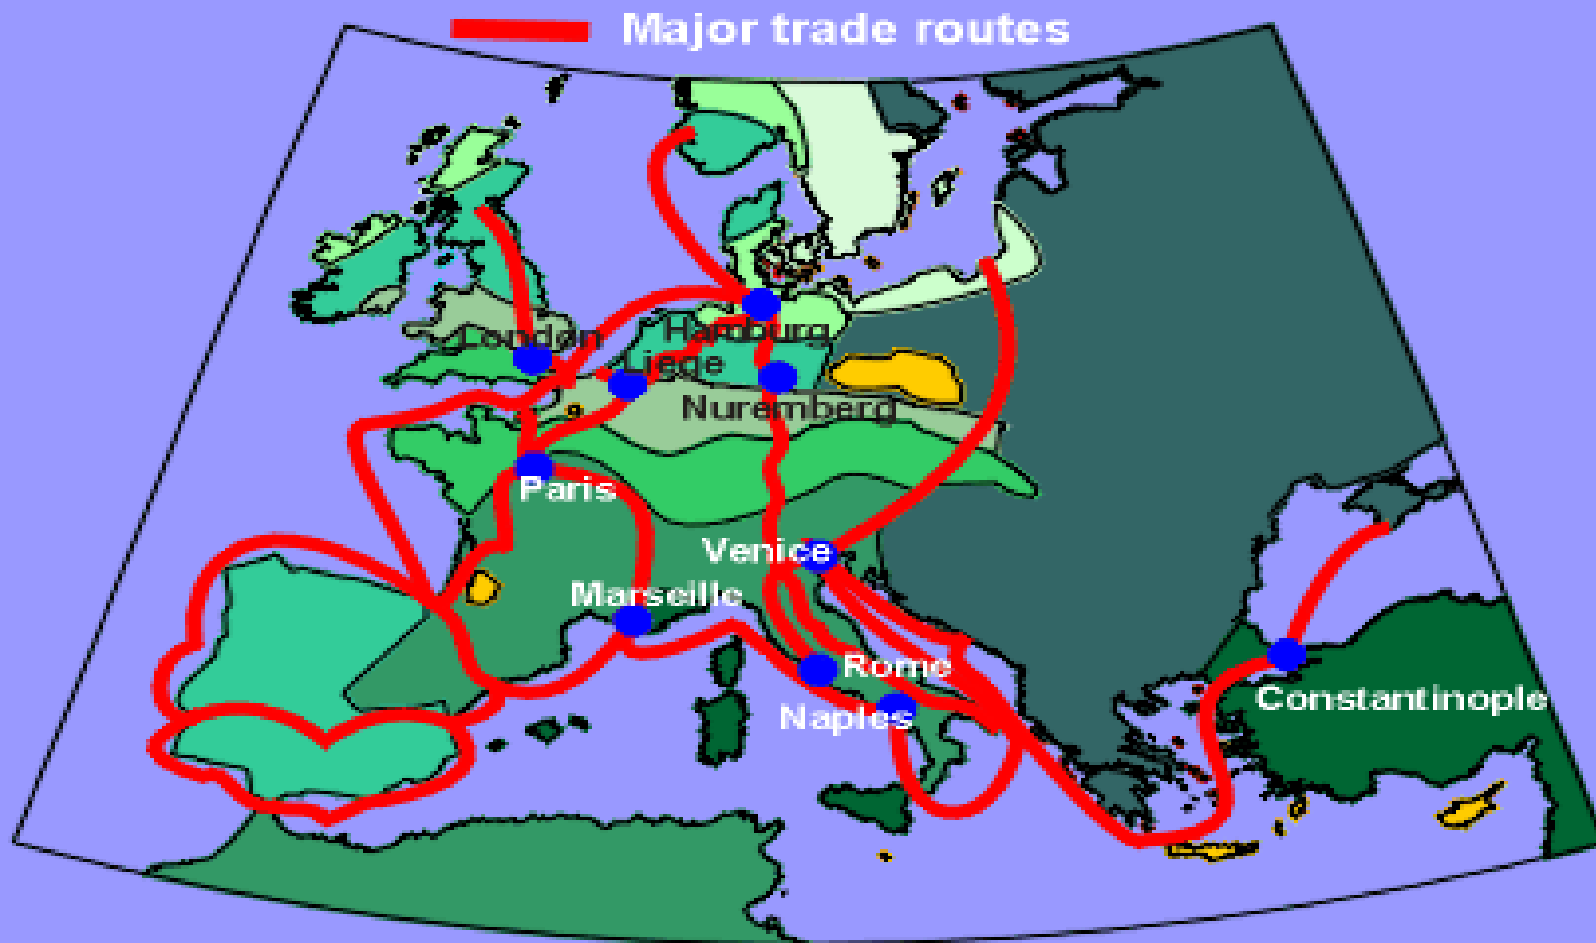 Major trade routes
London
Hamburg
Liege
Nuremberg
Paris
Venice
Marseille
Rome
Constantinople
Naples